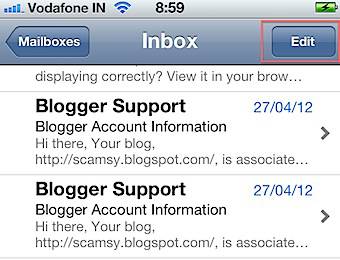 Vodafone IN 8:59
Mailboxes Inbox Edit
displaying correctly? View it in your brow…
Blogger Support 27/04/12
Blogger Account Information
Hi there, Your blog,
http://scamsy.blogspot.com/, is associate…
Blogger Support 27/04/12
Blogger Account Information
Hi there, Your blog,
http://scamsy.blogspot.com/, is associate…